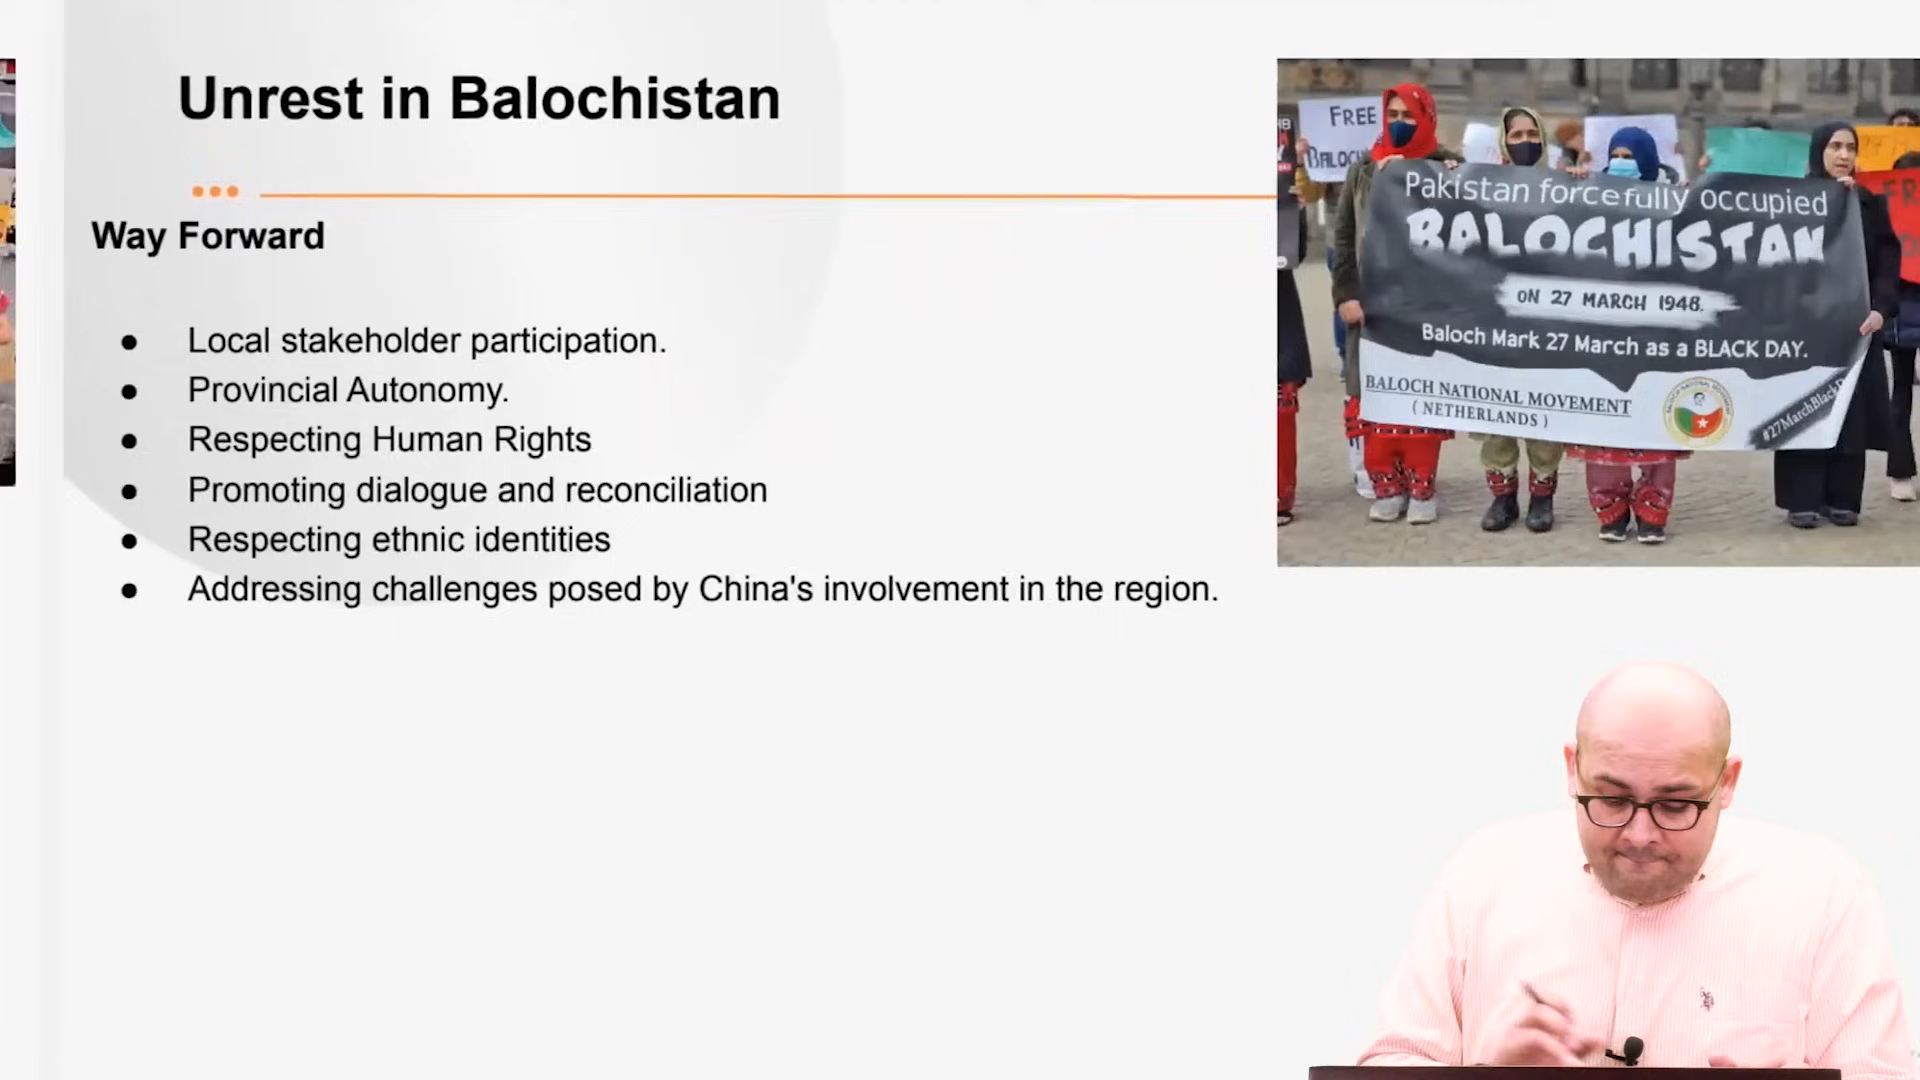 Unrest in Balochistan
Way Forward
● Local stakeholder participation.
● Provincial Autonomy.
● Respecting Human Rights
● Promoting dialogue and reconciliation
● Respecting ethnic identities
● Addressing challenges posed by China's involvement in the region.
FREE
Pakistan forcefully occupied
BALOCHISTAN
ON 27 MARCH 1948.
Baloch Mark 27 March as a BLACK DAY.
BALOCH NATIONAL MOVEMENT
( NETHERLANDS )